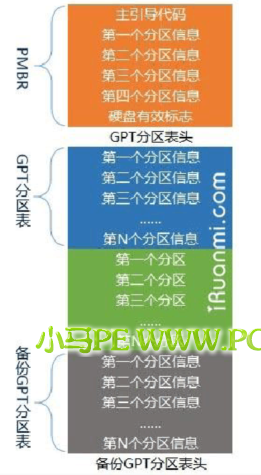 PMBR
主引导代码
第一个分区信息
第二个分区信息
第三个分区信息
第四个分区信息
硬盘有效标志
GPT分区表头
GPT分区表
第一个分区信息
第二个分区信息
第三个分区信息
......
第N个分区信息
iRuanmi.com
第一个分区
第二个分区
第三个分区
......
小马PE WWW.PC
备份GPT分区表
第一个分区信息
第二个分区信息
第三个分区信息
......
第N个分区信息
备份GPT分区表头